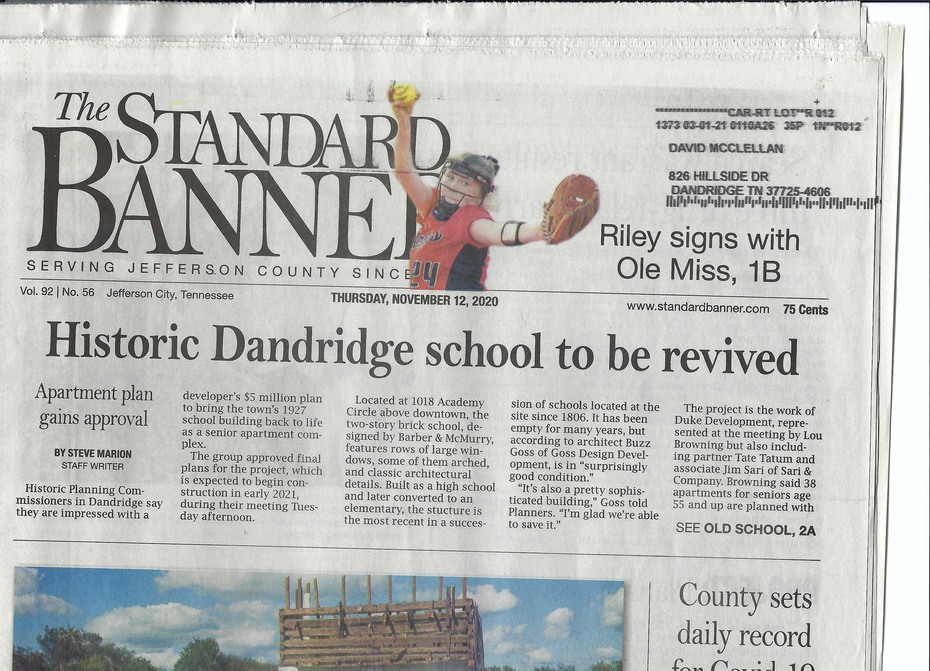 The STANDARD
BANNER
SERVING JEFFERSON COUNTY SINCE
24
********************CAR-RT LOT**R 012
1373 03-01-21 0110A26 35P 1N**R012
DAVID MCCLELLAN
826 HILLSIDE DR
DANDRIDGE TN 37725-4606
Riley signs with
Ole Miss, 1B
Vol. 92 | No. 56 Jefferson City, Tennessee
THURSDAY, NOVEMBER 12, 2020
www.standardbanner.com 75 Cents
Historic Dandridge school to be revived
Apartment plan
gains approval
BY STEVE MARION
STAFF WRITER
Historic Planning Com-
missioners in Dandridge say
they are impressed with a
developer's $5 million plan
to bring the town's 1927
school building back to life
as a senior apartment com-
plex.
The group approved final
plans for the project, which
is expected to begin con-
struction in early 2021,
during their meeting Tues-
day afternoon.
Located at 1018 Academy
Circle above downtown, the
two-story brick school, de-
signed by Barber & McMurry,
features rows of large win-
dows, some of them arched,
and classic architectural
details. Built as a high school
and later converted to an
elementary, the stucture is
the most recent in a succes-
sion of schools located at the
site since 1806. It has been
empty for many years, but
according to architect Buzz
Goss of Goss Design Devel-
opment, is in “surprisingly
good condition.”
“It's also a pretty sophis-
ticated building,” Goss told
Planners. “I'm glad we're able
to save it.”
The project is the work of
Duke Development, repre-
sented at the meeting by Lou
Browning but also includ-
ing partner Tate Tatum and
associate Jim Sari of Sari &
Company. Browning said 38
apartments for seniors age
55 and up are planned with
SEE OLD SCHOOL, 2A
County sets
daily record
for Covid-19